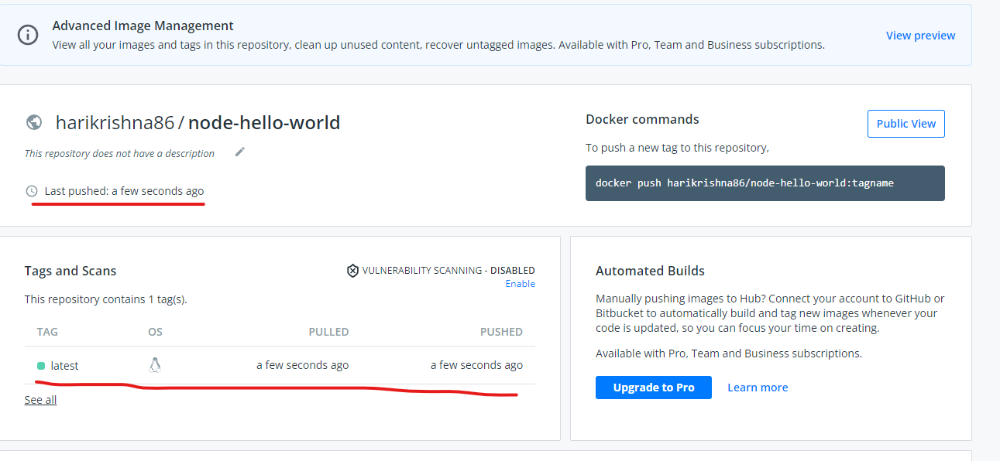 Advanced Image Management
View all your images and tags in this repository, clean up unused content, recover untagged images. Available with Pro, Team and Business subscriptions.
View preview
harikrishna86 / node-hello-world
This repository does not have a description
Last pushed: a few seconds ago
Docker commands
Public View
To push a new tag to this repository,
docker push harikrishna86/node-hello-world:tagname
Tags and Scans
VULNERABILITY SCANNING - DISABLED
Enable
This repository contains 1 tag(s).
TAG OS PULLED PUSHED
latest a few seconds ago a few seconds ago
See all
Automated Builds
Manually pushing images to Hub? Connect your account to GitHub or
Bitbucket to automatically build and tag new images whenever your
code is updated, so you can focus your time on creating.
Available with Pro, Team and Business subscriptions.
Upgrade to Pro
Learn more